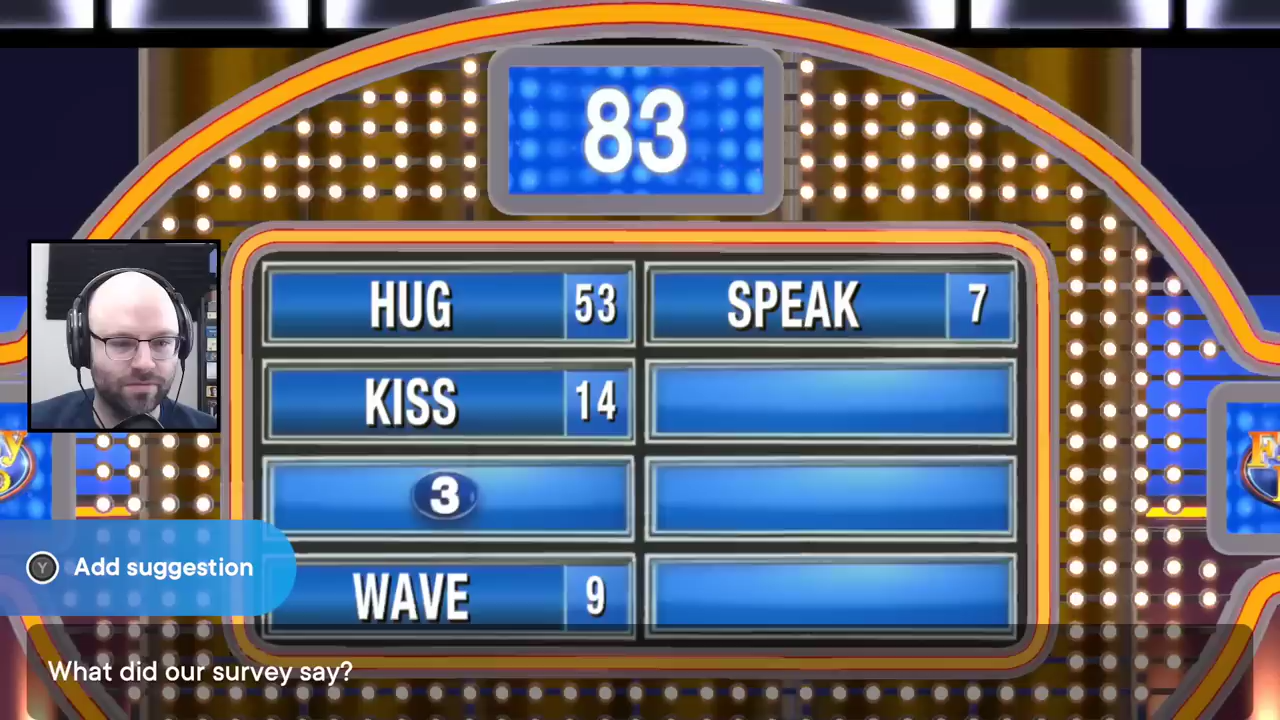 83
HUG 53
KISS 14
3
WAVE 9
SPEAK 7
Y Add suggestion
What did our survey say?